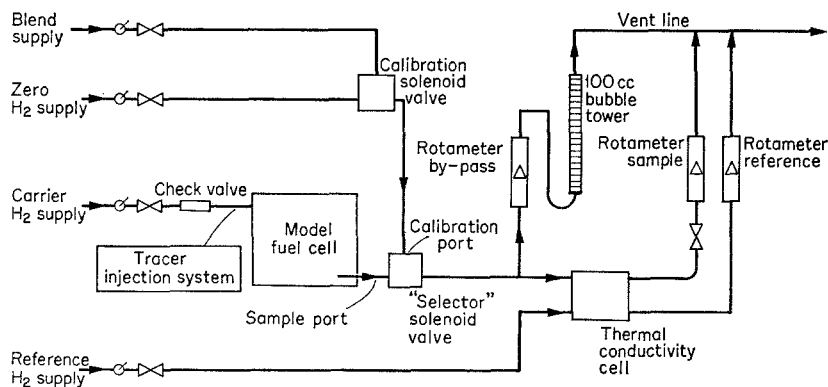 Blend
supply
Zero
H2 supply
Calibration
solenoid
valve
Vent line
100 cc
bubble
tower
Rotameter
by-pass
Rotameter
sample
Rotameter
reference
Carrier
H2 supply
Check valve
Tracer
injection system
Model
fuel cell
Calibration
port
Sample port
"Selector"
solenoid
valve
Thermal
conductivity
cell
Reference
H2 supply